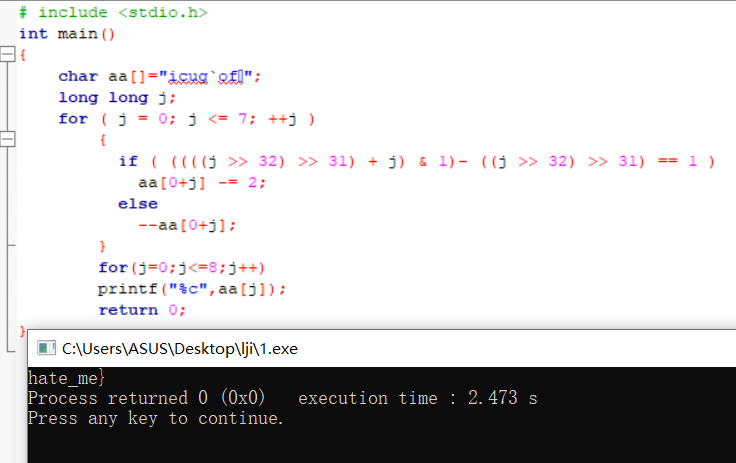 # include <stdio.h>
int main()
{
char aa[]="icug`of";
long long j;
for ( j = 0; j <= 7; ++j )
{
if ( ((((j >> 32) >> 31) + j) & 1)- ((j >> 32) >> 31) == 1 )
aa[0+j] -= 2;
else
--aa[0+j];
}
for(j=0;j<=8;j++)
printf("%c",aa[j]);
return 0;
}
C:\Users\ASUS\Desktop\lji\1.exe
hate_me}
Process returned 0 (0x0)   execution time : 2.473 s
Press any key to continue.